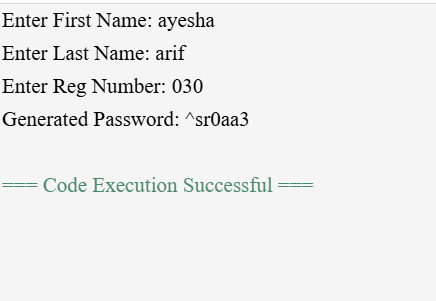 Enter First Name: ayesha
Enter Last Name: arif
Enter Reg Number: 030
Generated Password: ^sr0aa3
=== Code Execution Successful ===